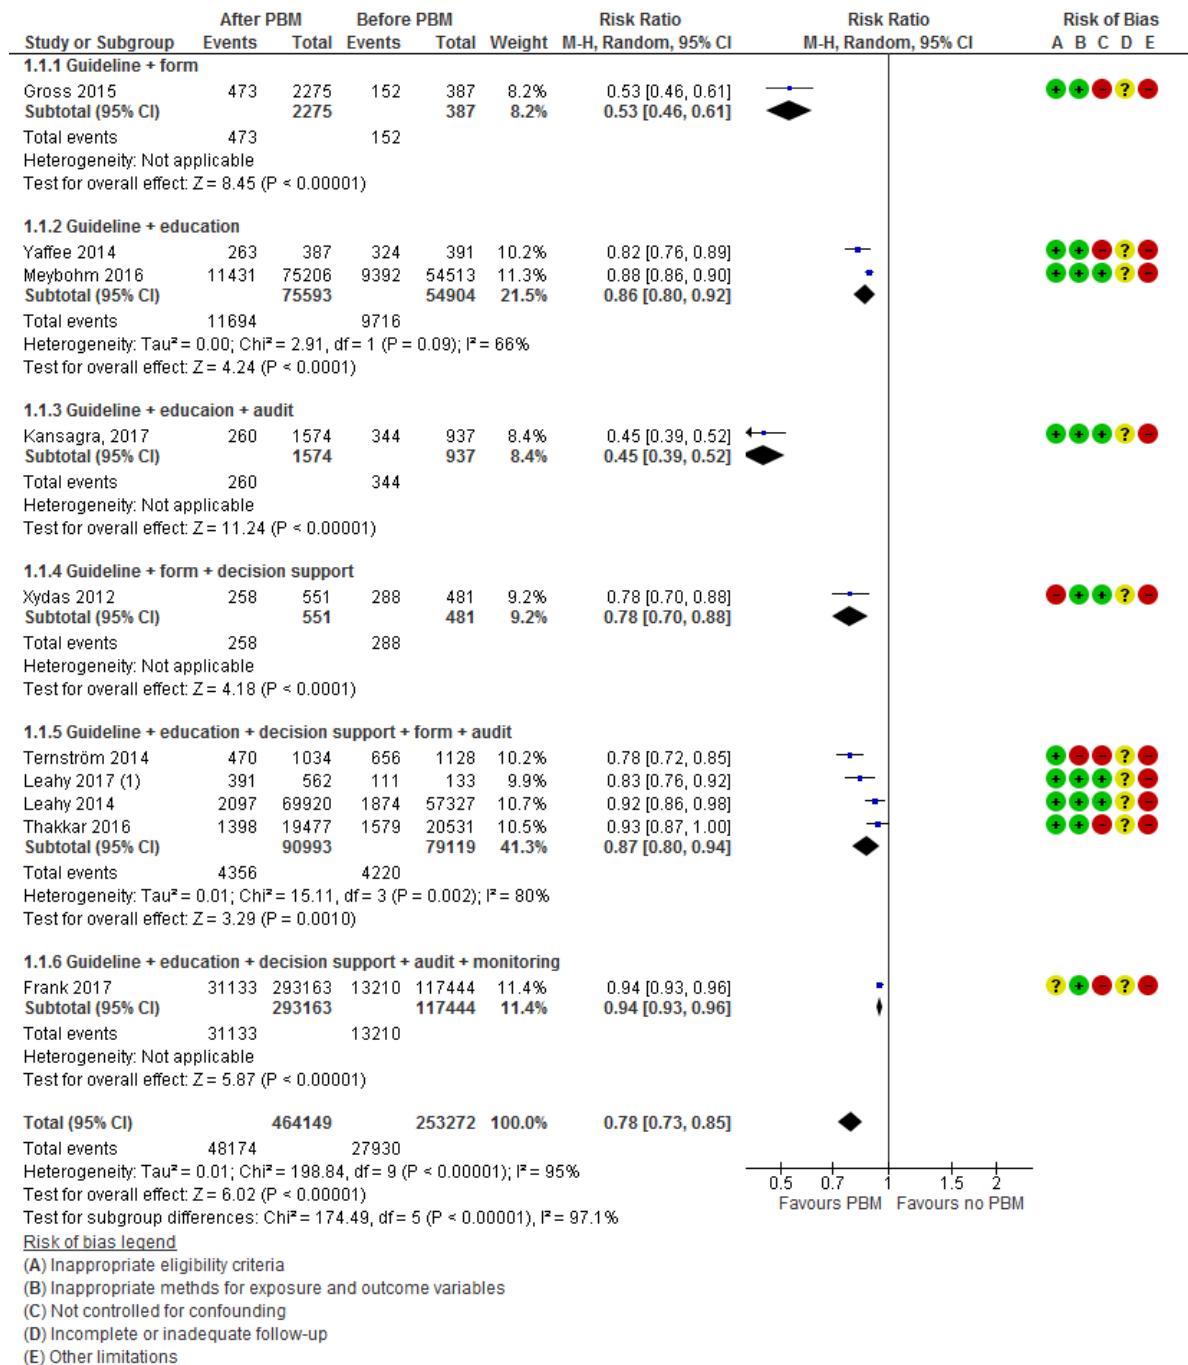 After PBM Before PBM Risk Ratio Risk Ratio Risk of Bias
Study or Subgroup Events Total Events Total Weight M-H, Random, 95% CI M-H, Random, 95% CI A B C D E
1.1.1 Guideline + form
Gross 2015 473 2275 152 387 8.2% 0.53 [0.46, 0.61] + + - ? -
Subtotal (95% CI) 2275 387 8.2% 0.53 [0.46, 0.61]
Total events 473 152
Heterogeneity: Not applicable
Test for overall effect: Z = 8.45 (P < 0.00001)
1.1.2 Guideline + education
Yaffee 2014 263 387 324 391 10.2% 0.82 [0.76, 0.89] + + - ? -
Meybohm 2016 11431 75206 9392 54513 11.3% 0.88 [0.86, 0.90] + + + ? -
Subtotal (95% CI) 75593 54904 21.5% 0.86 [0.80, 0.92]
Total events 11694 9716
Heterogeneity: Tau² = 0.00; Chi² = 2.91, df = 1 (P = 0.09); I² = 66%
Test for overall effect: Z = 4.24 (P < 0.0001)
1.1.3 Guideline + educaion + audit
Kansagra, 2017 260 1574 344 937 8.4% 0.45 [0.39, 0.52] + + + ? -
Subtotal (95% CI) 1574 937 8.4% 0.45 [0.39, 0.52]
Total events 260 344
Heterogeneity: Not applicable
Test for overall effect: Z = 11.24 (P < 0.00001)
1.1.4 Guideline + form + decision support
Xydas 2012 258 551 288 481 9.2% 0.78 [0.70, 0.88] - + + ? -
Subtotal (95% CI) 551 481 9.2% 0.78 [0.70, 0.88]
Total events 258 288
Heterogeneity: Not applicable
Test for overall effect: Z = 4.18 (P < 0.0001)
1.1.5 Guideline + education + decision support + form + audit
Ternström 2014 470 1034 656 1128 10.2% 0.78 [0.72, 0.85] + - - ? -
Leahy 2017 (1) 391 562 111 133 9.9% 0.83 [0.76, 0.92] + + + ? -
Leahy 2014 2097 69920 1874 57327 10.7% 0.92 [0.86, 0.98] + + + ? -
Thakkar 2016 1398 19477 1579 20531 10.5% 0.93 [0.87, 1.00] + + - ? -
Subtotal (95% CI) 90993 79119 41.3% 0.87 [0.80, 0.94]
Total events 4356 4220
Heterogeneity: Tau² = 0.01; Chi² = 15.11, df = 3 (P = 0.002); I² = 80%
Test for overall effect: Z = 3.29 (P = 0.0010)
1.1.6 Guideline + education + decision support + audit + monitoring
Frank 2017 31133 293163 13210 117444 11.4% 0.94 [0.93, 0.96] ? + - ? -
Subtotal (95% CI) 293163 117444 11.4% 0.94 [0.93, 0.96]
Total events 31133 13210
Heterogeneity: Not applicable
Test for overall effect: Z = 5.87 (P < 0.00001)
Total (95% CI) 464149 253272 100.0% 0.78 [0.73, 0.85]
Total events 48174 27930
Heterogeneity: Tau² = 0.01; Chi² = 198.84, df = 9 (P < 0.00001); I² = 95%
Test for overall effect: Z = 6.02 (P < 0.00001)
Test for subgroup differences: Chi² = 174.49, df = 5 (P < 0.00001), I² = 97.1%
0.5 0.7 1 1.5 2
Favours PBM Favours no PBM
Risk of bias legend
(A) Inappropriate eligibility criteria
(B) Inappropriate methds for exposure and outcome variables
(C) Not controlled for confounding
(D) Incomplete or inadequate follow-up
(E) Other limitations